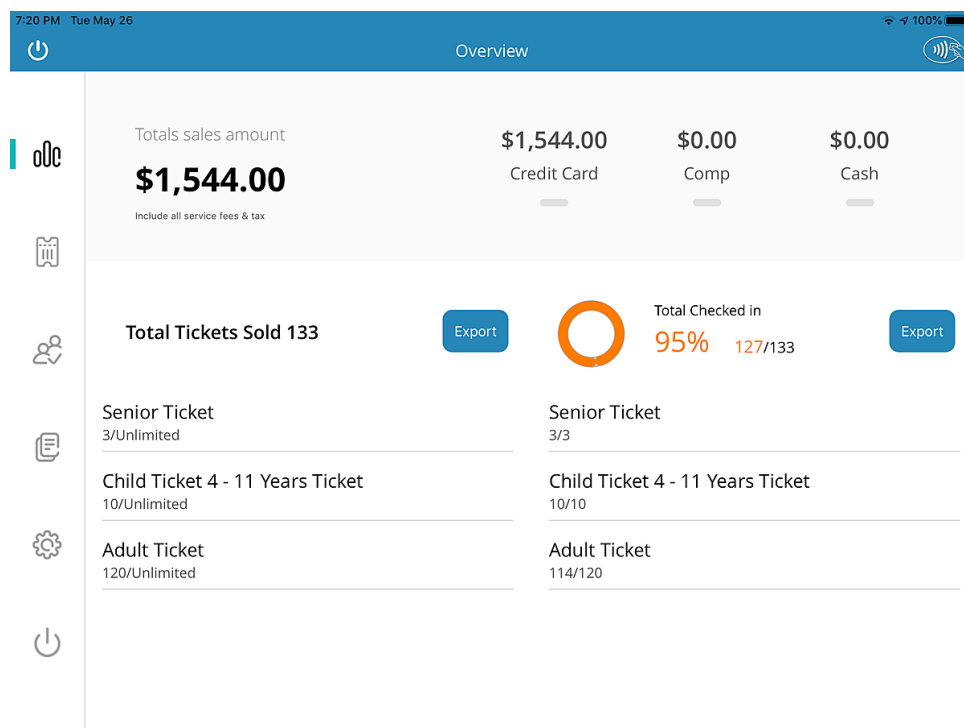 7:20 PM Tue May 26
100%
Overview
Totals sales amount
$1,544.00
Include all service fees & tax
$1,544.00
Credit Card
$0.00
Comp
$0.00
Cash
Total Tickets Sold 133
Export
Total Checked in
95% 127/133
Export
Senior Ticket
3/Unlimited
Child Ticket 4 - 11 Years Ticket
10/Unlimited
Adult Ticket
120/Unlimited
Senior Ticket
3/3
Child Ticket 4 - 11 Years Ticket
10/10
Adult Ticket
114/120